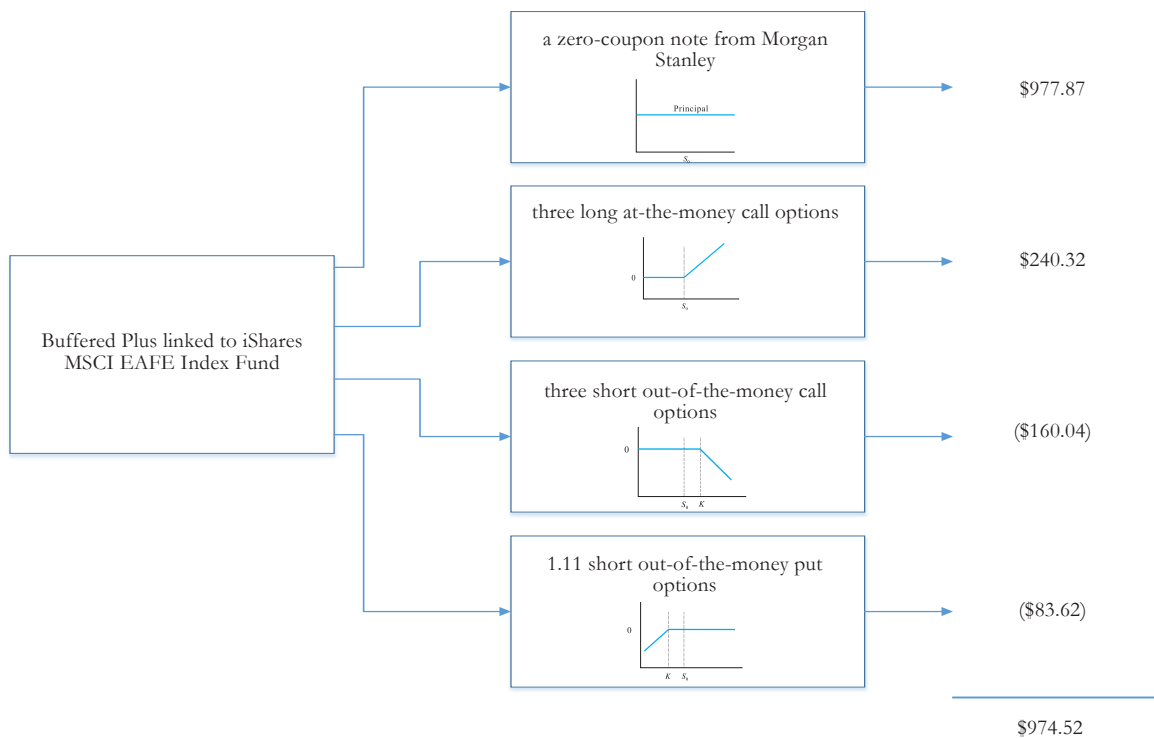 a zero-coupon note from Morgan
Stanley
Principal
S₀
$977.87
three long at-the-money call options
0
S₀
$240.32
Buffered Plus linked to iShares
MSCI EAFE Index Fund
three short out-of-the-money call
options
0
S₀ K
($160.04)
1.11 short out-of-the-money put
options
0
K S₀
($83.62)
$974.52